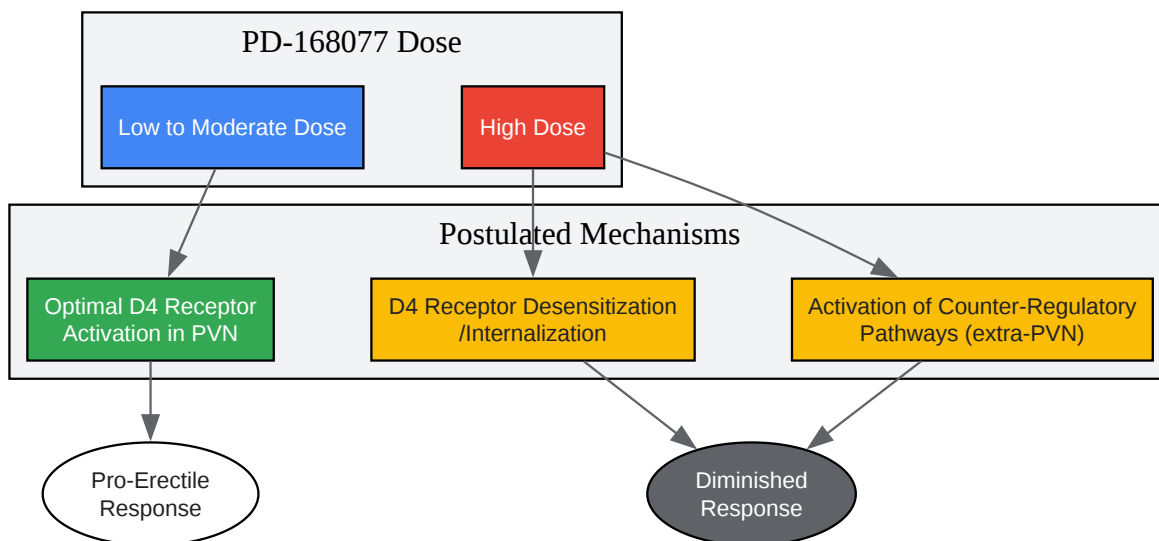 PD-168077 Dose
Low to Moderate Dose
High Dose
Postulated Mechanisms
Optimal D4 Receptor
Activation in PVN
D4 Receptor Desensitization
/Internalization
Activation of Counter-Regulatory
Pathways (extra-PVN)
Pro-Erectile
Response
Diminished
Response